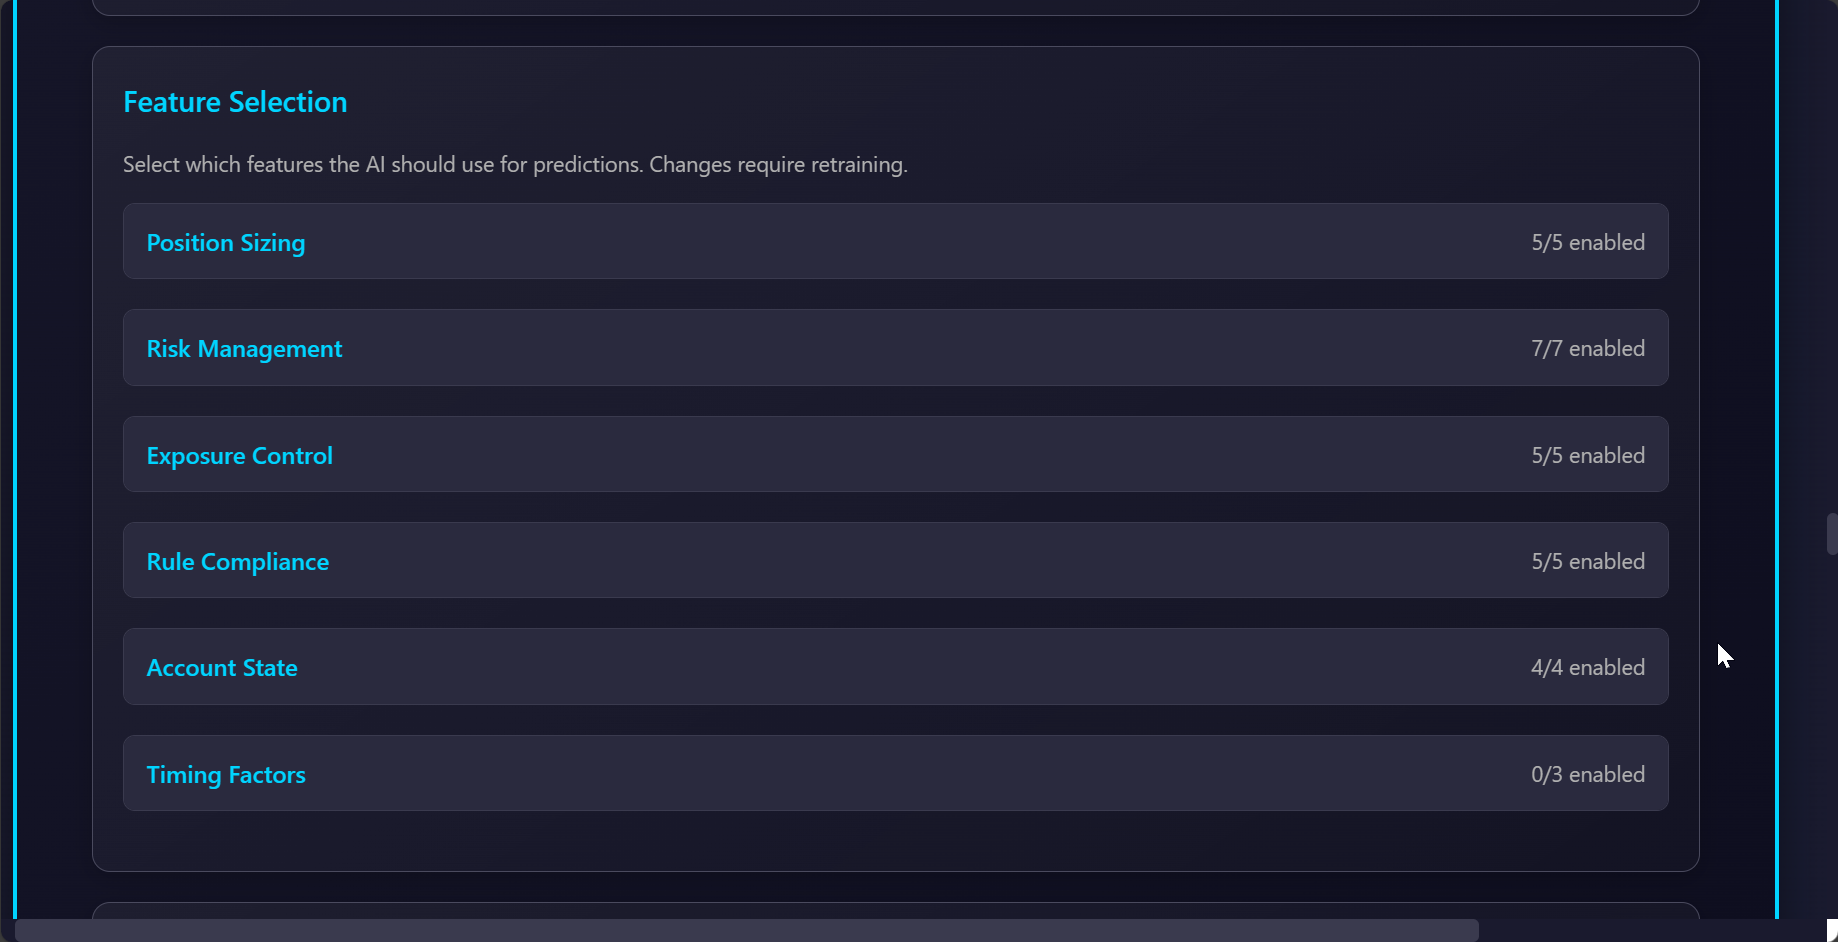 Feature Selection
Select which features the AI should use for predictions. Changes require retraining.
Position Sizing 5/5 enabled
Risk Management 7/7 enabled
Exposure Control 5/5 enabled
Rule Compliance 5/5 enabled
Account State 4/4 enabled
Timing Factors 0/3 enabled